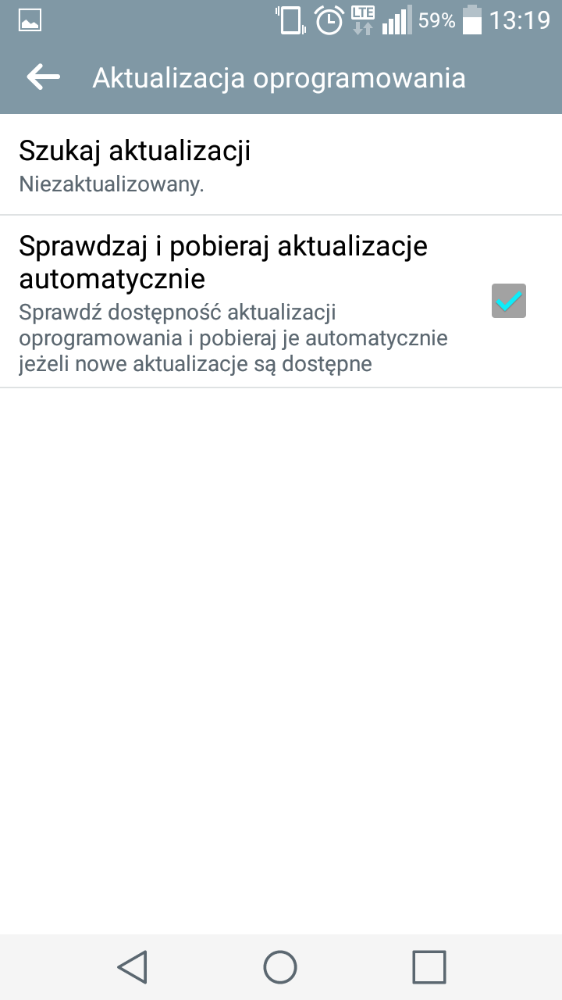 LTE 59% 13:19
Aktualizacja oprogramowania
Szukaj aktualizacji
Niezaktualizowany.
Sprawdzaj i pobieraj aktualizacje
automatycznie
Sprawdź dostępność aktualizacji
oprogramowania i pobieraj je automatycznie
jeżeli nowe aktualizacje są dostępne